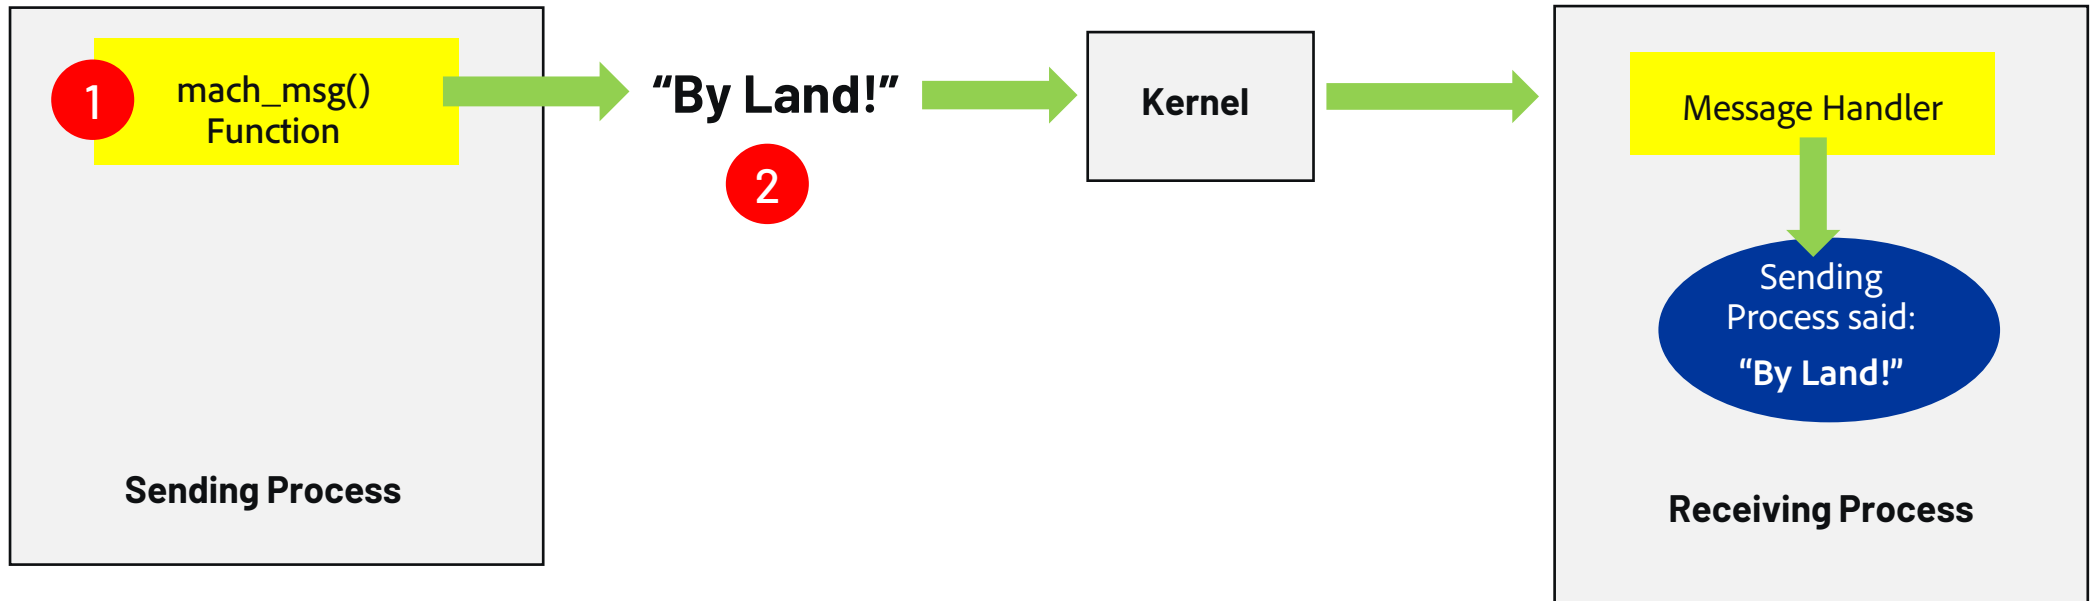 1
mach_msg()
Function
“By Land!”
2
Kernel
Message Handler
Sending
Process said:
“By Land!”
Sending Process
Receiving Process